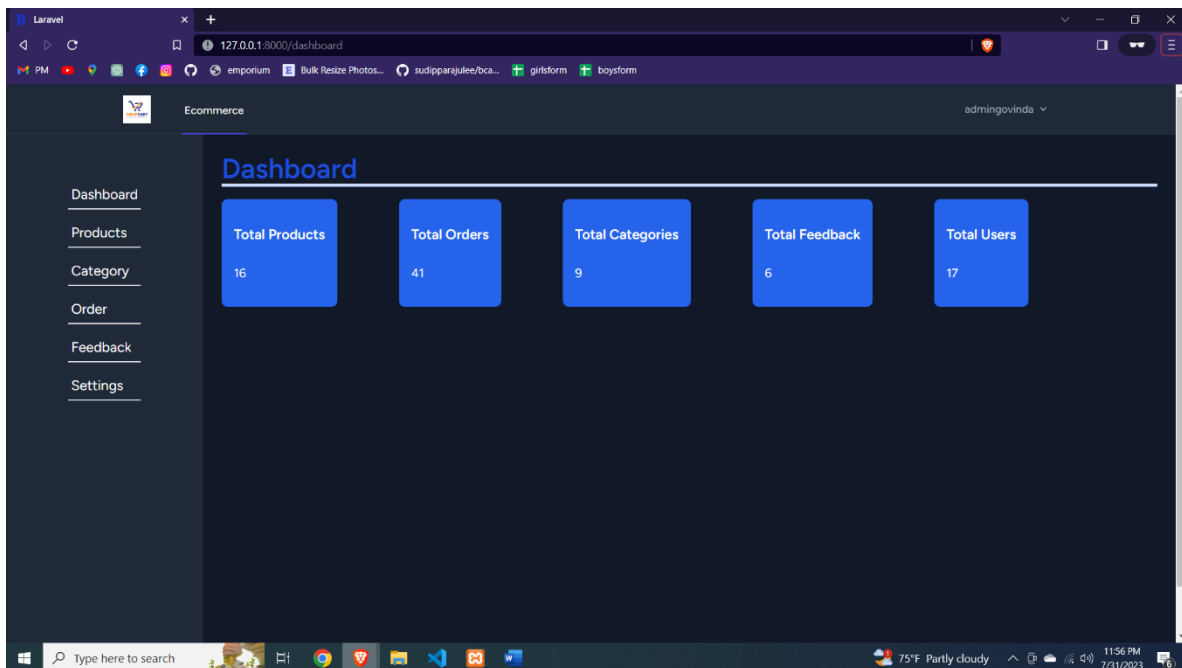 Laravel
127.0.0.1:8000/dashboard
PM
emporium
Bulk Resize Photos...
sudipparajulee/bca...
girlsform
boysform
Ecommerce
admingovinda
Dashboard
Dashboard
Products
Category
Order
Feedback
Settings
Total Products
16
Total Orders
41
Total Categories
9
Total Feedback
6
Total Users
17
Type here to search
75°F Partly cloudy
11:56 PM
7/31/2023
6